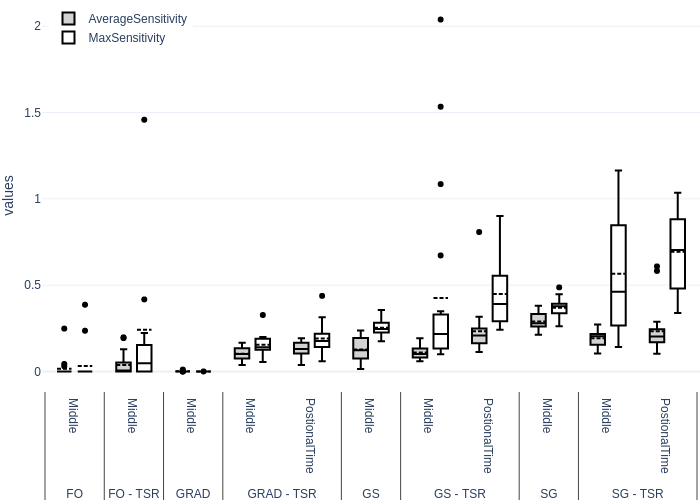 AverageSensitivity
MaxSensitivity
values
2
1.5
1
0.5
0
Middle
Middle
Middle
Middle
PostionalTime
Middle
Middle
PostionalTime
Middle
Middle
PostionalTime
FO
FO - TSR
GRAD
GRAD - TSR
GS
GS - TSR
SG
SG - TSR